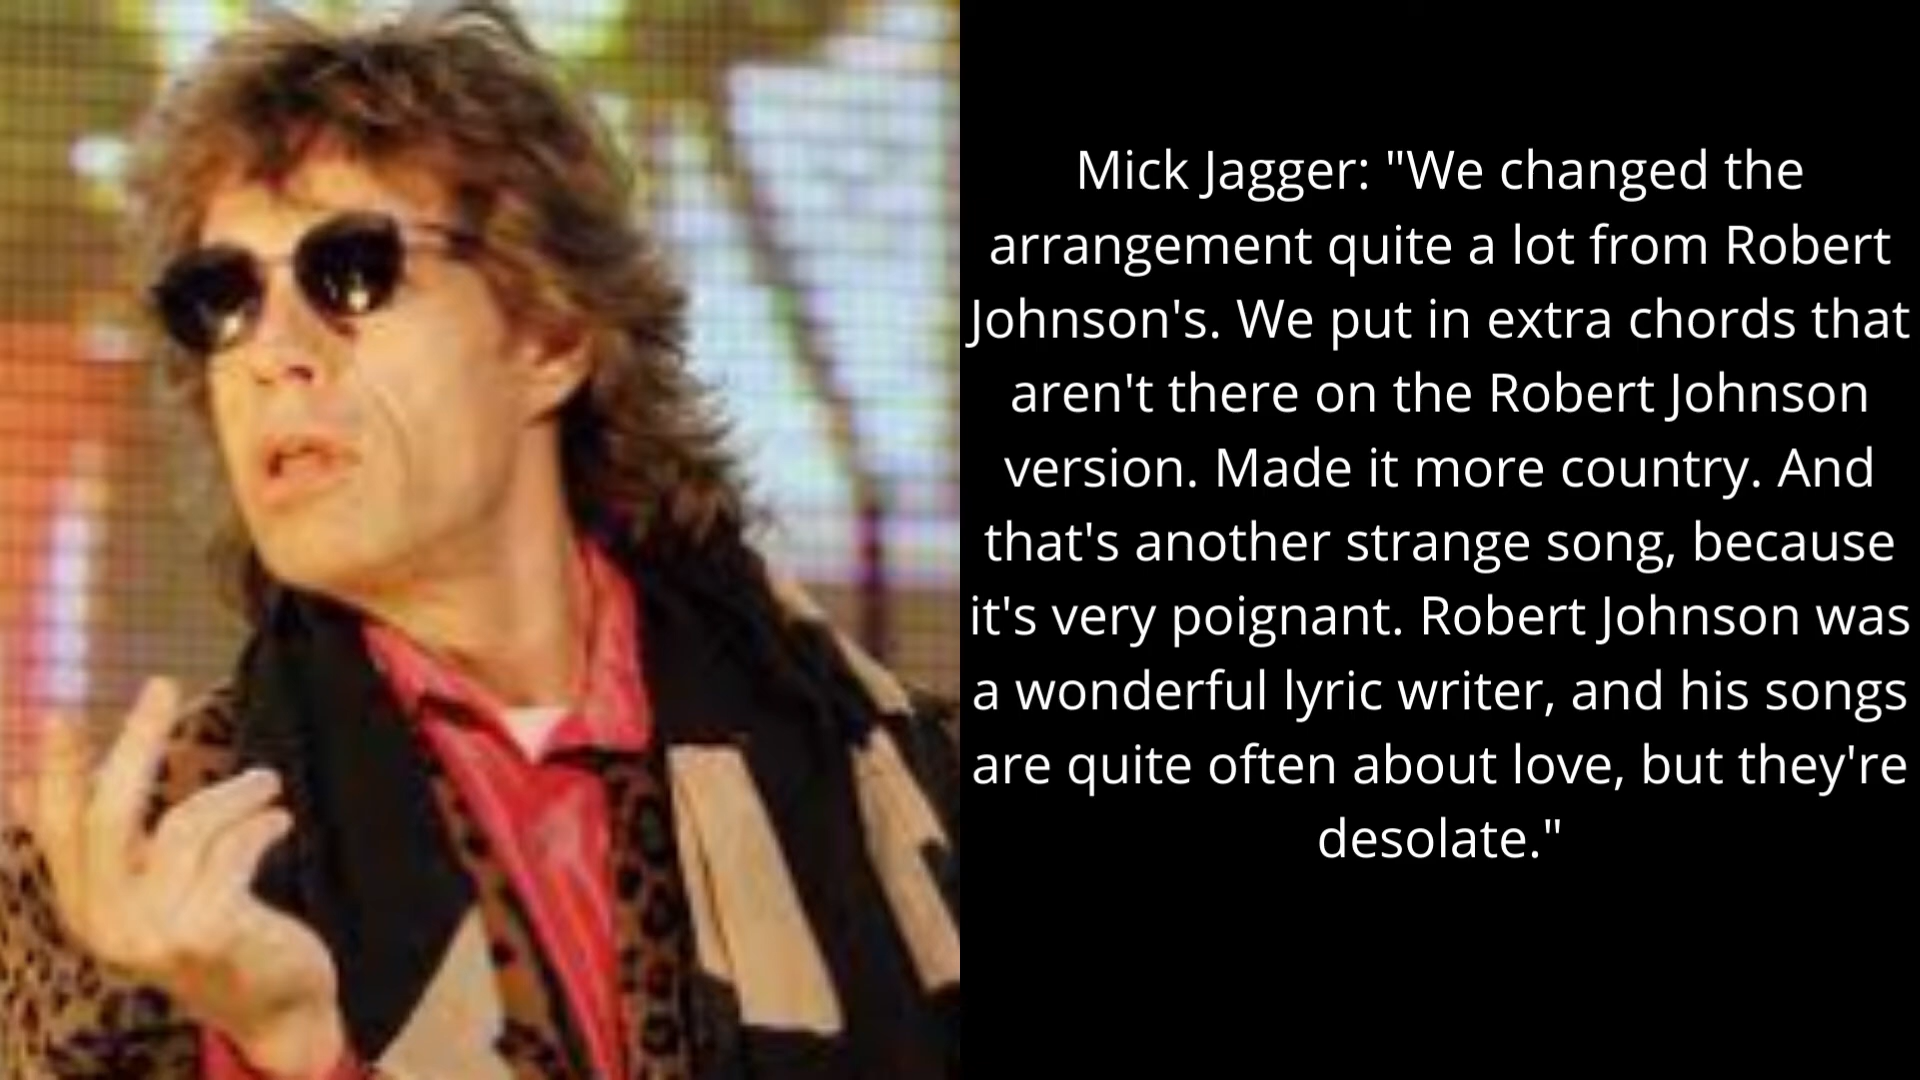 Mick Jagger: "We changed the
arrangement quite a lot from Robert
Johnson's. We put in extra chords that
aren't there on the Robert Johnson
version. Made it more country. And
that's another strange song, because
it's very poignant. Robert Johnson was
a wonderful lyric writer, and his songs
are quite often about love, but they're
desolate."